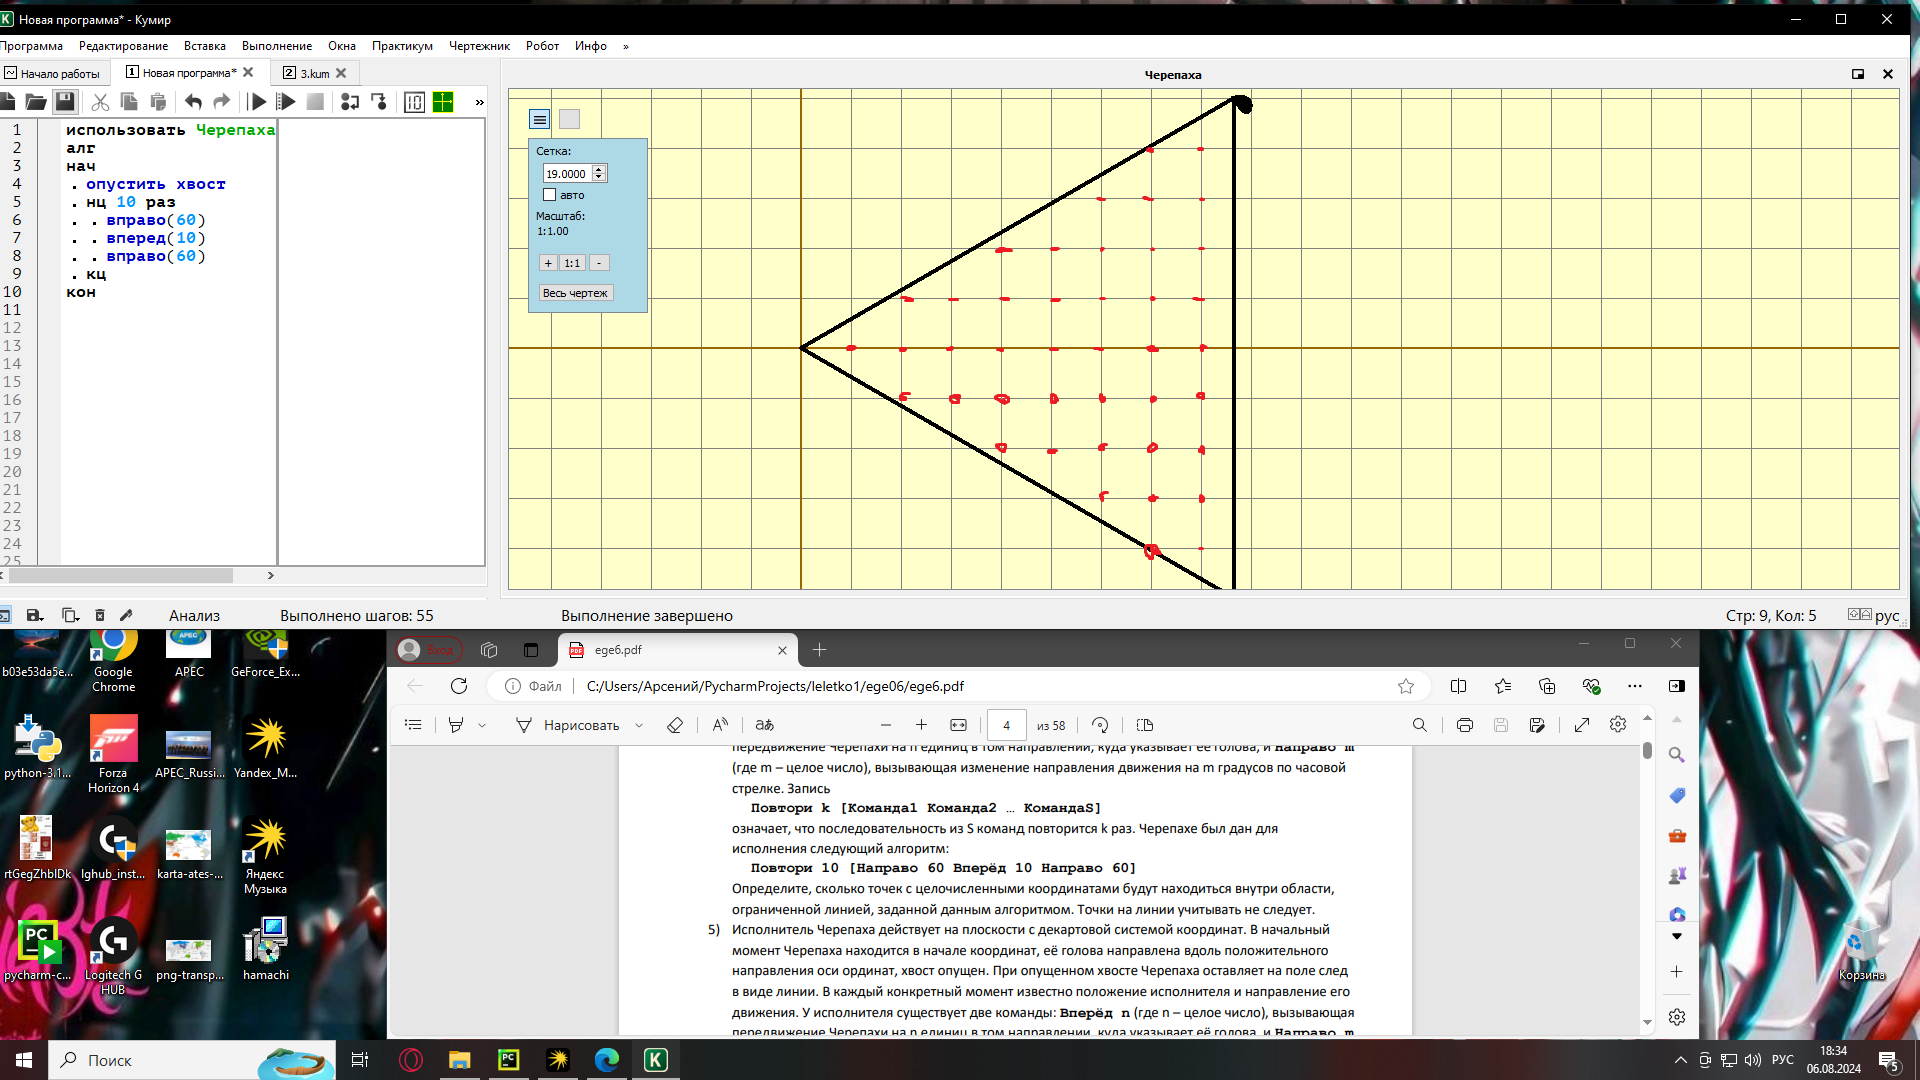 Новая программа* - Кумир
Программа Редактирование Вставка Выполнение Окна Практикум Чертежник Робот Инфо »
Начало работы
1 Новая программа*
2 3.kum
Черепаха
»
1 использовать Черепаха
2 алг
3 нач
4 . опустить хвост
5 . нц 10 раз
6 . . вправо(60)
7 . . вперед(10)
8 . . вправо(60)
9 . кц
10 кон
11
12
13
14
15
16
17
18
19
20
21
22
23
24
25
Сетка:
19.0000
авто
Масштаб:
1:1.00
+ 1:1 -
Весь чертеж
Анализ
Выполнено шагов: 55
Выполнение завершено
Стр: 9, Кол: 5
рус
b03e53da5e...
Google Chrome
APEC
GeForce_Ex...
python-3.1...
Forza Horizon 4
APEC_Russi...
Yandex_M...
rtGegZhbIDk
lghub_inst...
karta-ates-...
Яндекс Музыка
pycharm-c...
Logitech G HUB
png-transp...
hamachi
Вход
ege6.pdf
Файл
C:/Users/Арсений/PycharmProjects/leletko1/ege06/ege6.pdf
Нарисовать
4 из 58
передвижение Черепахи на n единиц в том направлении, куда указывает её голова, и Направо m
(где m – целое число), вызывающая изменение направления движения на m градусов по часовой
стрелке. Запись
Повтори k [Команда1 Команда2 … КомандаS]
означает, что последовательность из S команд повторится k раз. Черепахе был дан для
исполнения следующий алгоритм:
Повтори 10 [Направо 60 Вперёд 10 Направо 60]
Определите, сколько точек с целочисленными координатами будут находиться внутри области,
ограниченной линией, заданной данным алгоритмом. Точки на линии учитывать не следует.
5) Исполнитель Черепаха действует на плоскости с декартовой системой координат. В начальный
момент Черепаха находится в начале координат, её голова направлена вдоль положительного
направления оси ординат, хвост опущен. При опущенном хвосте Черепаха оставляет на поле след
в виде линии. В каждый конкретный момент известно положение исполнителя и направление его
движения. У исполнителя существует две команды: Вперёд n (где n – целое число), вызывающая
передвижение Черепахи на n единиц в том направлении, куда указывает её голова, и Направо m
Корзина
Поиск
РУС
18:34
06.08.2024
5